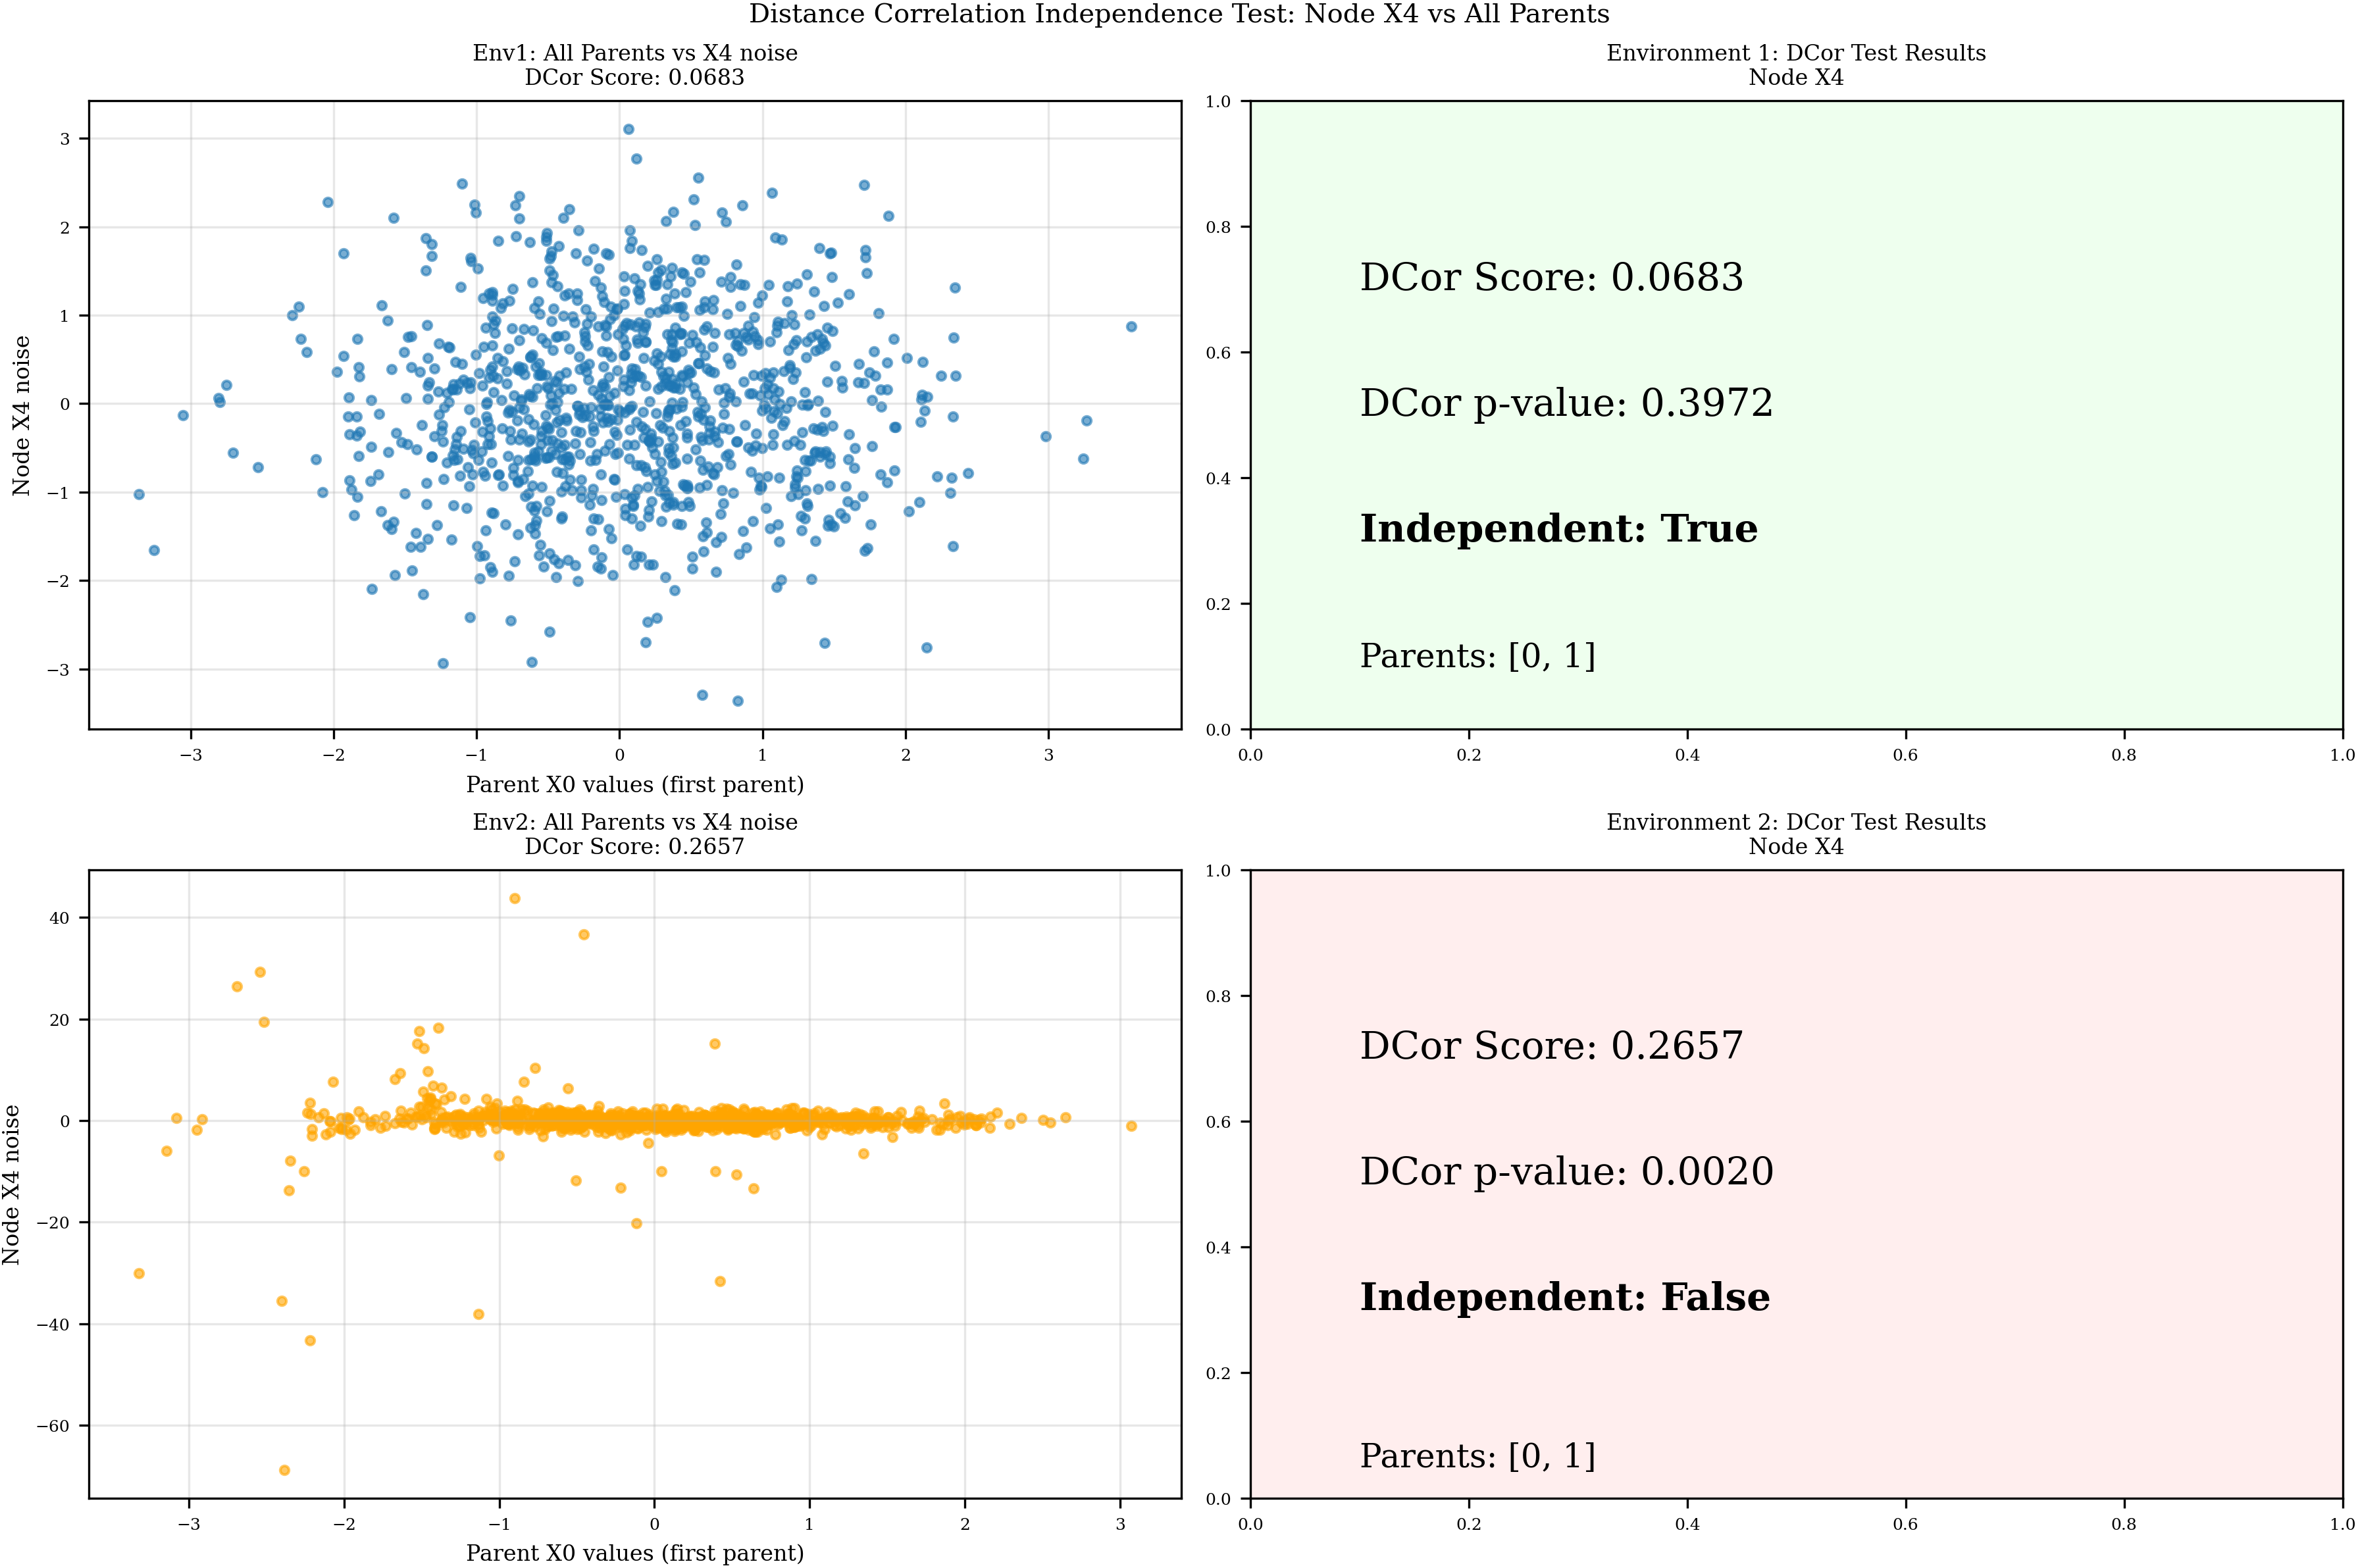 Distance Correlation Independence Test: Node X4 vs All Parents
Env1: All Parents vs X4 noise
DCor Score: 0.0683
3
2
1
0
−1
−2
−3
Node X4 noise
−3 −2 −1 0 1 2 3
Parent X0 values (first parent)
Environment 1: DCor Test Results
Node X4
1.0
0.8
0.6
0.4
0.2
0.0
DCor Score: 0.0683
DCor p-value: 0.3972
Independent: True
Parents: [0, 1]
0.0 0.2 0.4 0.6 0.8 1.0
Env2: All Parents vs X4 noise
DCor Score: 0.2657
40
20
0
−20
−40
−60
Node X4 noise
−3 −2 −1 0 1 2 3
Parent X0 values (first parent)
Environment 2: DCor Test Results
Node X4
1.0
0.8
0.6
0.4
0.2
0.0
DCor Score: 0.2657
DCor p-value: 0.0020
Independent: False
Parents: [0, 1]
0.0 0.2 0.4 0.6 0.8 1.0